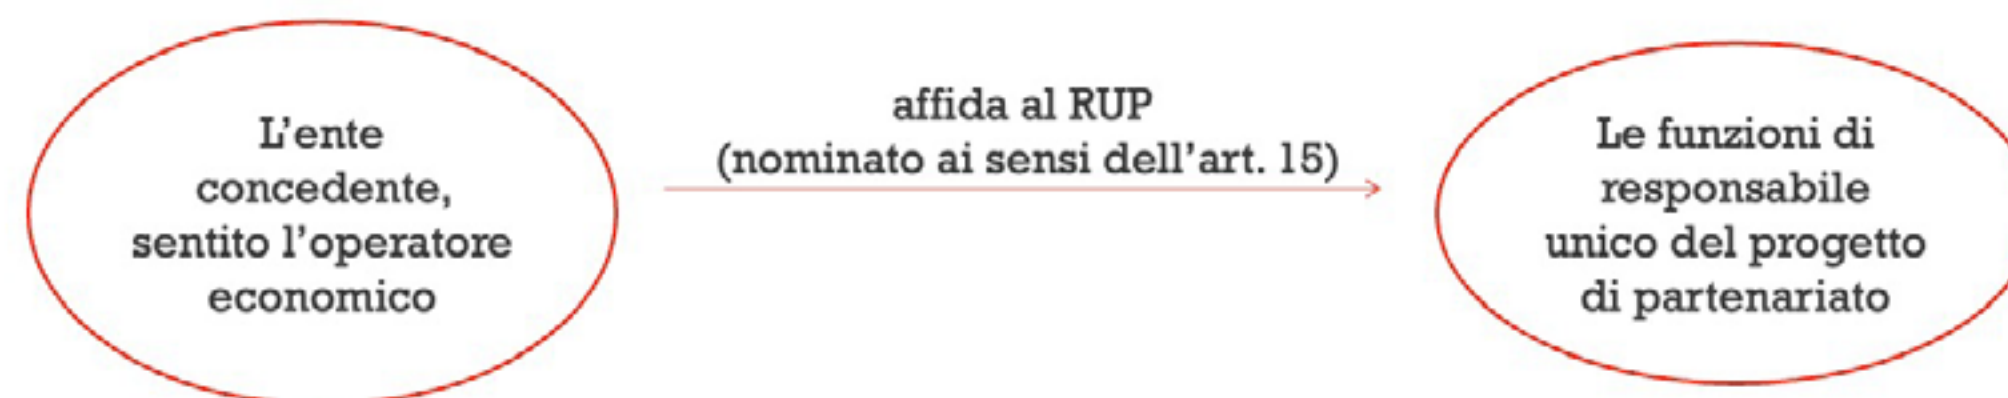 L’ente
concedente,
sentito l’operatore
economico
affida al RUP
(nominato ai sensi dell’art. 15)
Le funzioni di
responsabile
unico del progetto
di partenariato